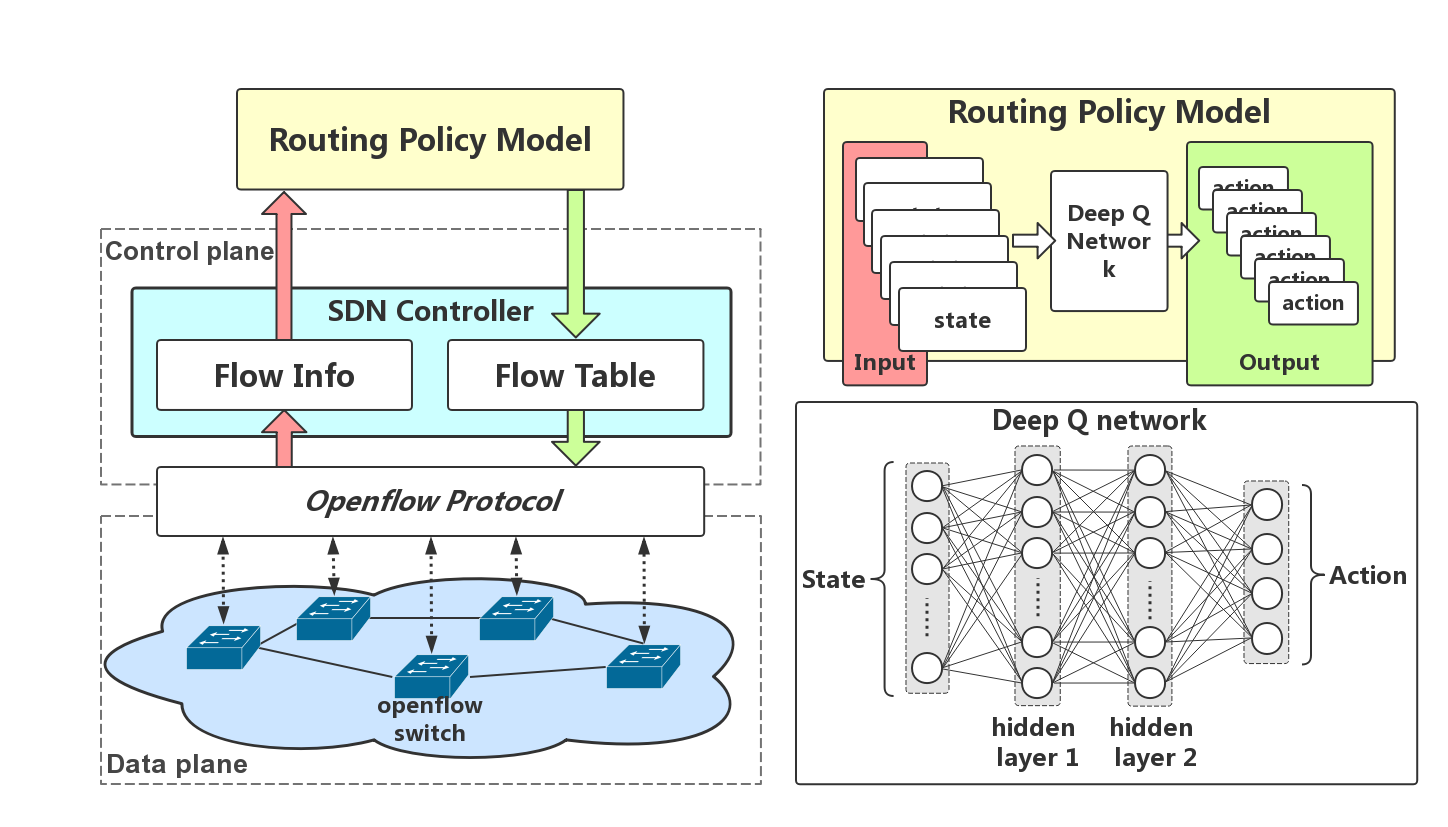 Routing Policy Model
Control plane
SDN Controller
Flow Info
Flow Table
Openflow Protocol
openflow
switch
Data plane
Routing Policy Model
state
Input
Deep Q
Networ
k
action
action
action
action
action
action
Output
Deep Q network
State
Action
hidden
layer 1
hidden
layer 2